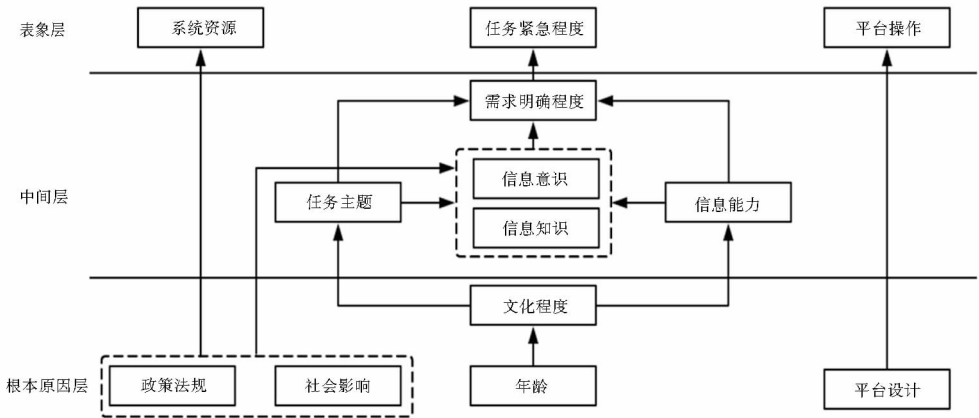 表象层
系统资源
任务紧急程度
平台操作
需求明确程度
中间层
任务主题
信息意识
信息知识
信息能力
文化程度
根本原因层
政策法规
社会影响
年龄
平台设计